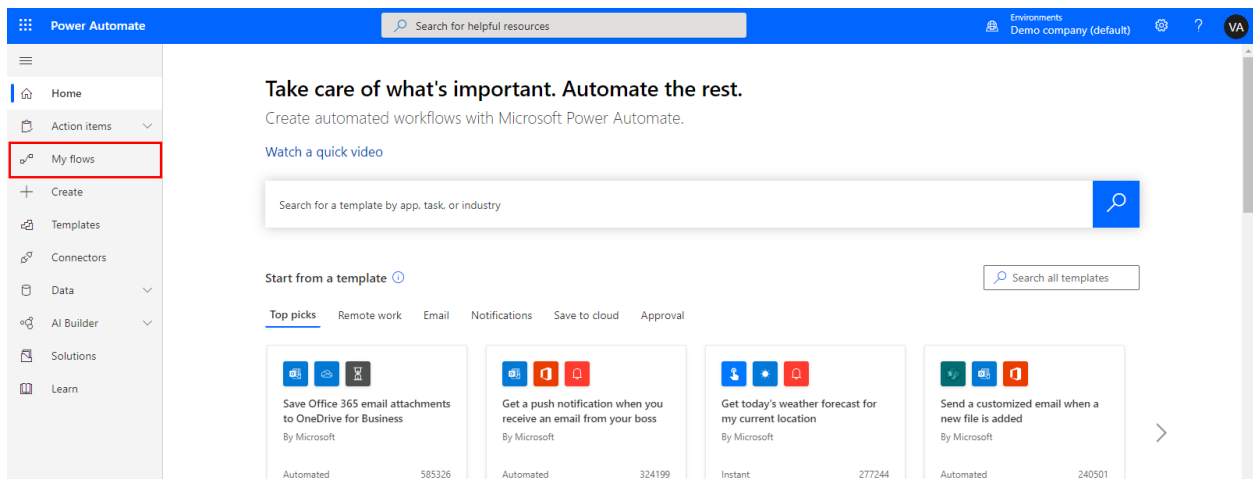 Power Automate
Search for helpful resources
Environments
Demo company (default)
?
VA
Home
Action items
My flows
Create
Templates
Connectors
Data
AI Builder
Solutions
Learn
Take care of what's important. Automate the rest.
Create automated workflows with Microsoft Power Automate.
Watch a quick video
Search for a template by app, task, or industry
Start from a template
Search all templates
Top picks Remote work Email Notifications Save to cloud Approval
Save Office 365 email attachments
to OneDrive for Business
By Microsoft
Automated 585326
Get a push notification when you
receive an email from your boss
By Microsoft
Automated 324199
Get today's weather forecast for
my current location
By Microsoft
Instant 277244
Send a customized email when a
new file is added
By Microsoft
Automated 240501